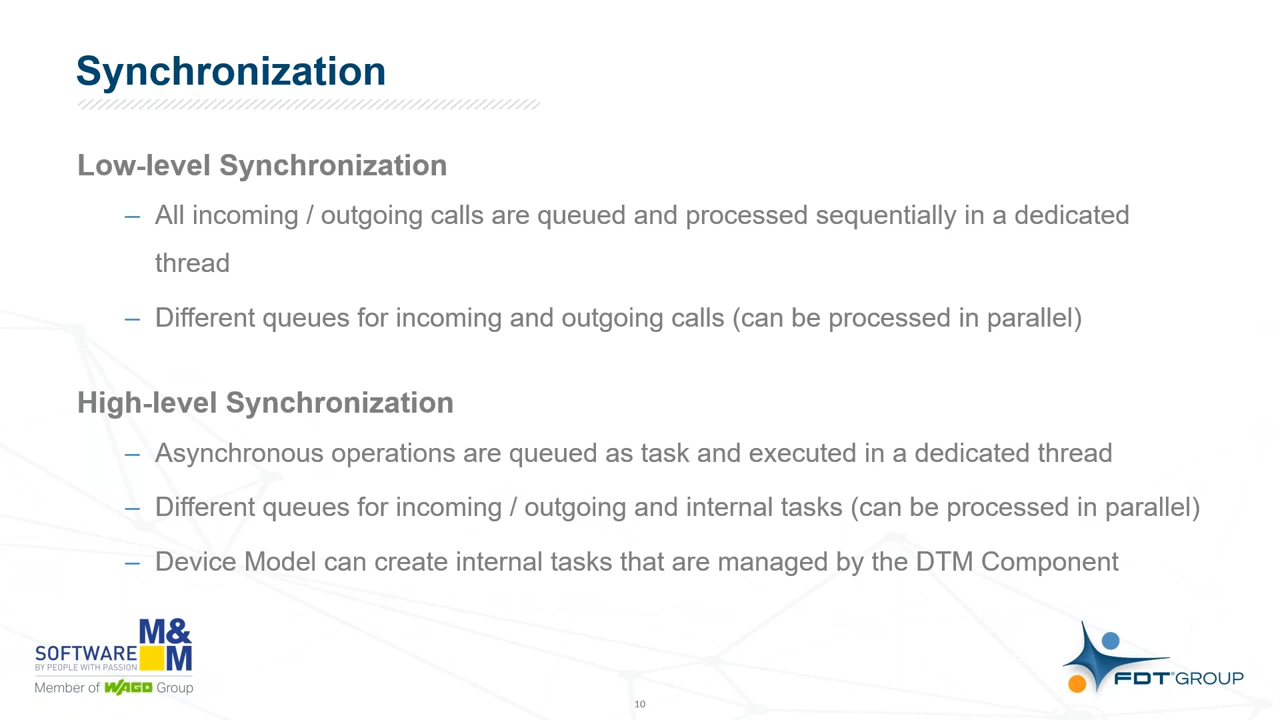 Synchronization
Low-level Synchronization
– All incoming / outgoing calls are queued and processed sequentially in a dedicated
thread
– Different queues for incoming and outgoing calls (can be processed in parallel)
High-level Synchronization
– Asynchronous operations are queued as task and executed in a dedicated thread
– Different queues for incoming / outgoing and internal tasks (can be processed in parallel)
– Device Model can create internal tasks that are managed by the DTM Component
M&
SOFTWARE M
BY PEOPLE WITH PASSION
Member of WAGO Group
FDT®GROUP
10